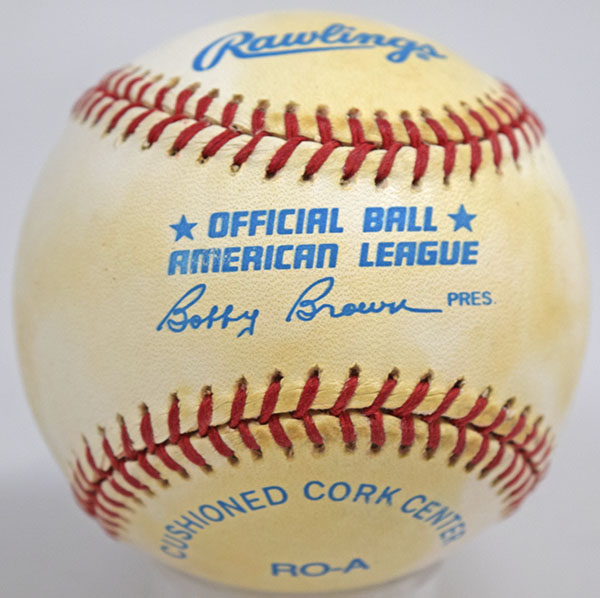 Rawlings
★ OFFICIAL BALL ★
AMERICAN LEAGUE
Bobby Brown PRES.
CUSHIONED CORK CENTER
RO-A